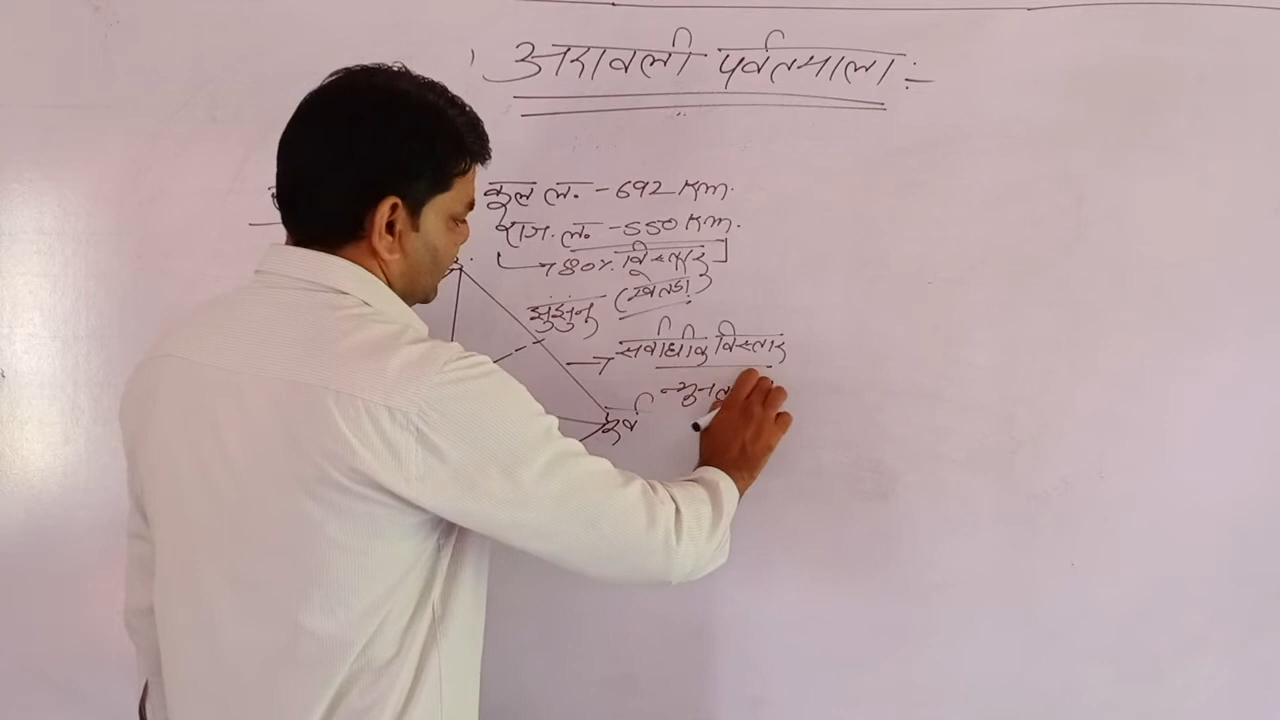 अरावली पर्वतमाला :-
कुल ल. - 692 Km.
राज. ल. - 550 Km.
→ 80% विस्तार
झुंझुनू (खेतड़ी)
→ सर्वाधिक विस्तार
पूर्व